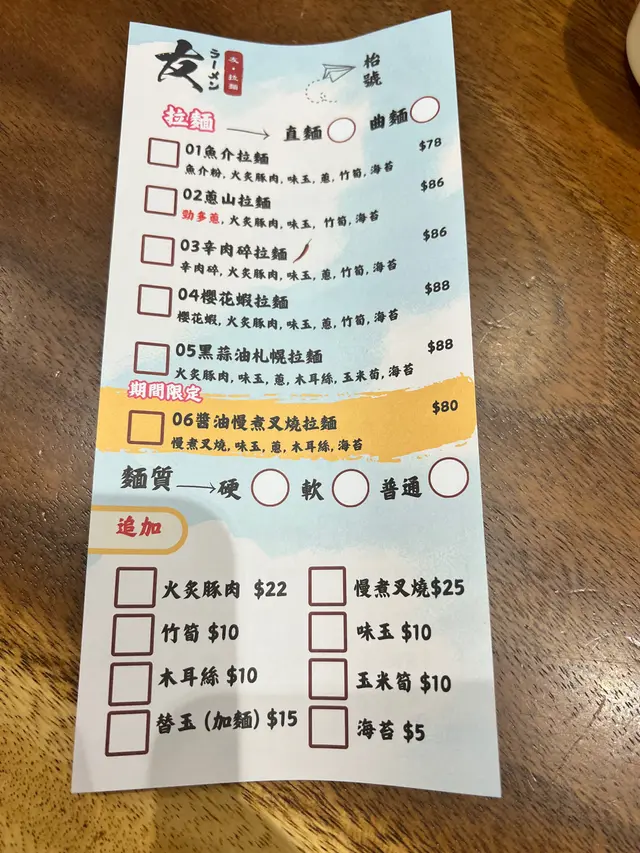 友
ラーメン
友・拉麵
枱號
拉麵 → 直麵 曲麵
01魚介拉麵 $78
魚介粉, 火炙豚肉, 味玉, 蔥, 竹筍, 海苔
02蔥山拉麵 $86
勁多蔥, 火炙豚肉, 味玉, 竹筍, 海苔
03辛肉碎拉麵 $86
辛肉碎, 火炙豚肉, 味玉, 蔥, 竹筍, 海苔
04櫻花蝦拉麵 $88
櫻花蝦, 火炙豚肉, 味玉, 蔥, 竹筍, 海苔
05黑蒜油札幌拉麵 $88
火炙豚肉, 味玉, 蔥, 木耳絲, 玉米筍, 海苔
期間限定
06醬油慢煮叉燒拉麵 $80
慢煮叉燒, 味玉, 蔥, 木耳絲, 海苔
麵質 → 硬 軟 普通
追加
火炙豚肉 $22 慢煮叉燒$25
竹筍 $10 味玉 $10
木耳絲 $10 玉米筍 $10
替玉 (加麵) $15 海苔 $5